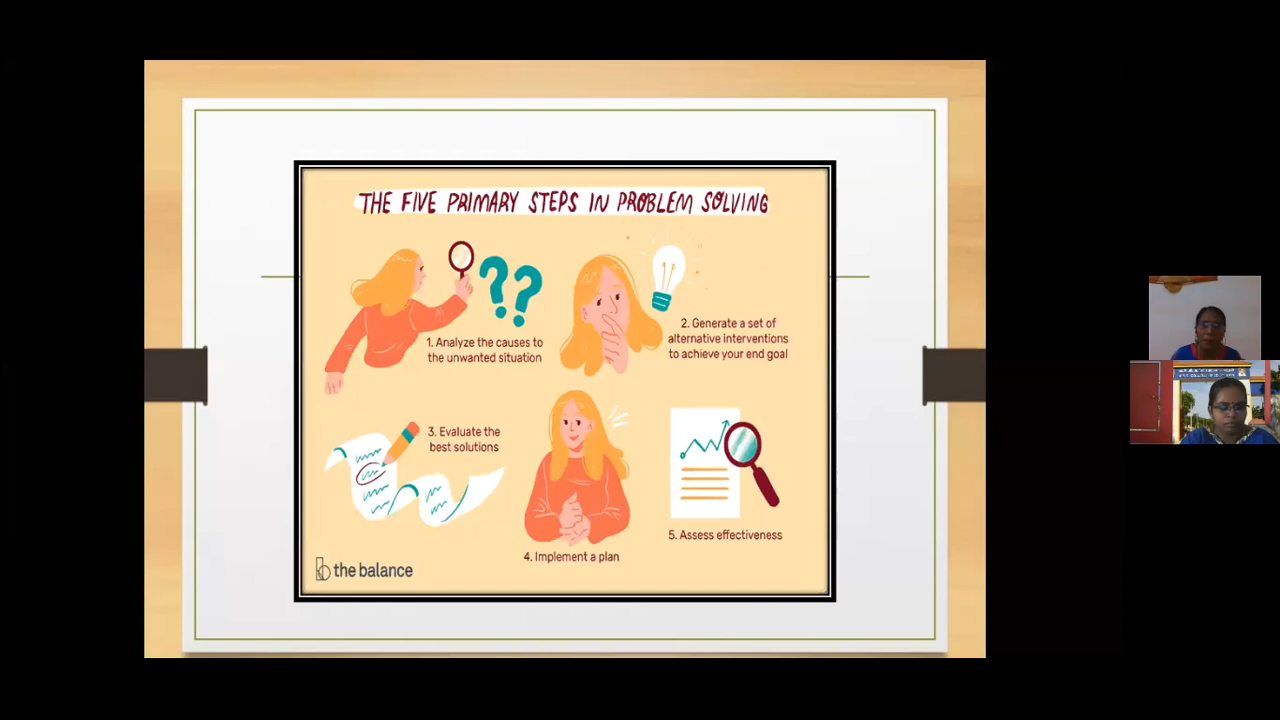 THE FIVE PRIMARY STEPS IN PROBLEM SOLVING
1. Analyze the causes to
the unwanted situation
2. Generate a set of
alternative interventions
to achieve your end goal
3. Evaluate the
best solutions
4. Implement a plan
5. Assess effectiveness
the balance